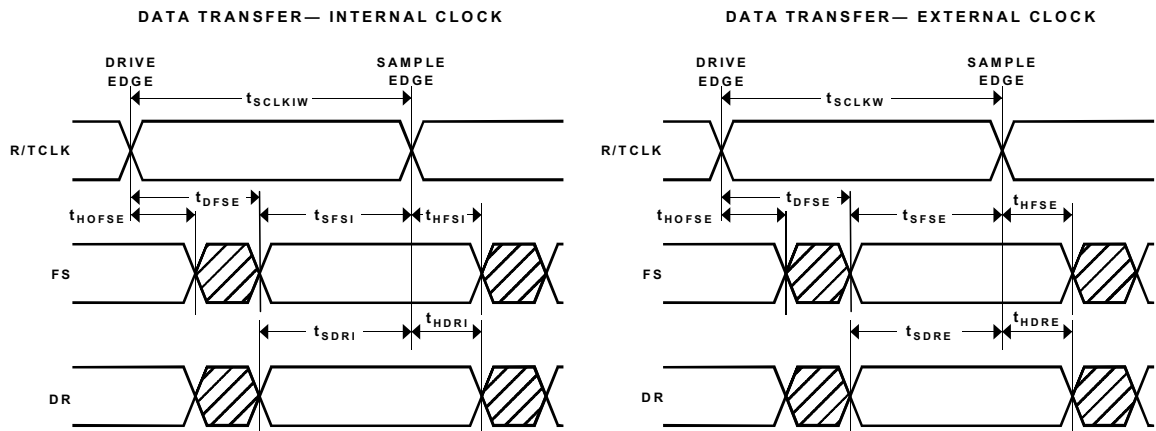 DATA TRANSFER— INTERNAL CLOCK
DRIVE
EDGE
SAMPLE
EDGE
tSCLKIW
R/TCLK
tDFSE
tHOFSE
tSFSI
tHFSI
FS
tSDRI
tHDRI
DR
DATA TRANSFER— EXTERNAL CLOCK
DRIVE
EDGE
SAMPLE
EDGE
tSCLKW
R/TCLK
tDFSE
tHOFSE
tSFSE
tHFSE
FS
tSDRE
tHDRE
DR